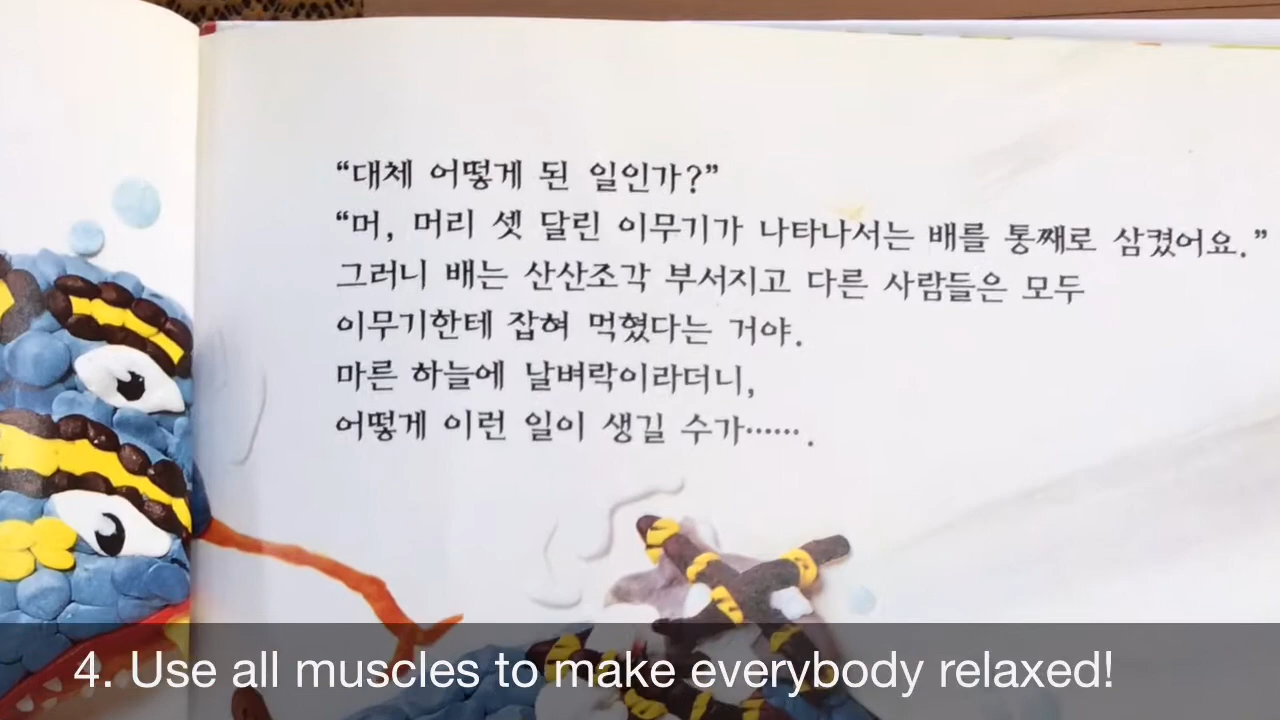 “대체 어떻게 된 일인가?”
“머, 머리 셋 달린 이무기가 나타나서는 배를 통째로 삼켰어요.”
그러니 배는 산산조각 부서지고 다른 사람들은 모두
이무기한테 잡혀 먹혔다는 거야.
마른 하늘에 날벼락이라더니,
어떻게 이런 일이 생길 수가…….
4. Use all muscles to make everybody relaxed!